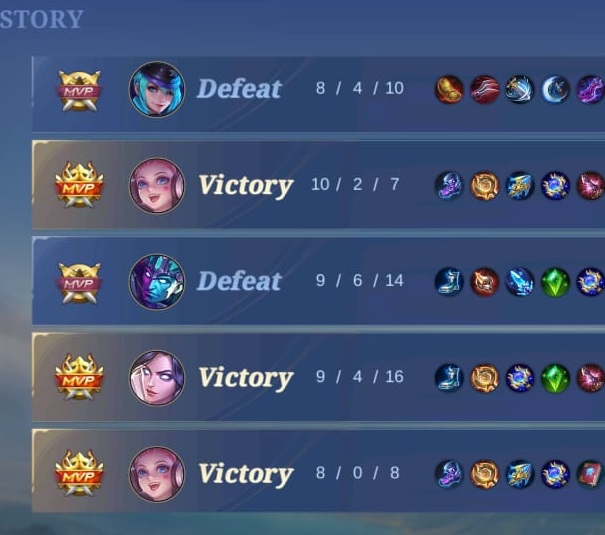 STORY
MVP Defeat 8 / 4 / 10
MVP Victory 10 / 2 / 7
MVP Defeat 9 / 6 / 14
MVP Victory 9 / 4 / 16
MVP Victory 8 / 0 / 8